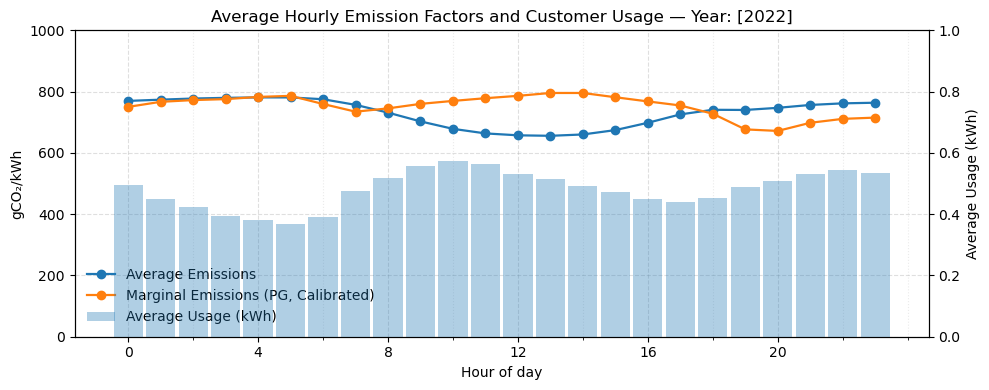 Average Hourly Emission Factors and Customer Usage — Year: [2022]
gCO₂/kWh
1000
800
600
400
200
0
Average Emissions
Marginal Emissions (PG, Calibrated)
Average Usage (kWh)
1.0
0.8
0.6
0.4
0.2
0.0
Average Usage (kWh)
0 4 8 12 16 20
Hour of day